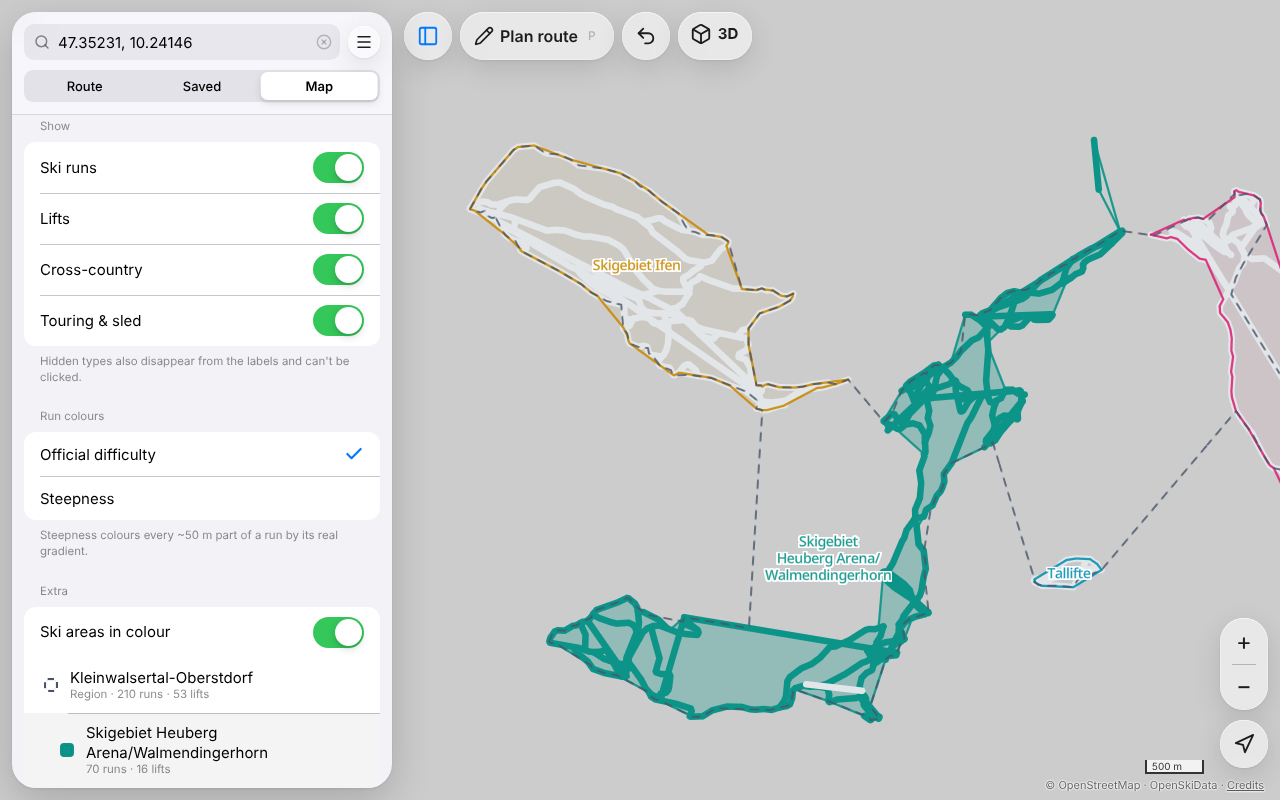 47.35231, 10.24146
Route
Saved
Map
Show
Ski runs
Lifts
Cross-country
Touring & sled
Hidden types also disappear from the labels and can't be
clicked.
Run colours
Official difficulty
Steepness
Steepness colours every ~50 m part of a run by its real
gradient.
Extra
Ski areas in colour
Kleinwalsertal-Oberstdorf
Region · 210 runs · 53 lifts
Skigebiet Heuberg
Arena/Walmendingerhorn
70 runs · 16 lifts
Plan route P
3D
Skigebiet Ifen
Skigebiet
Heuberg Arena/
Walmendingerhorn
Tallifte
+
−
500 m
© OpenStreetMap · OpenSkiData · Credits